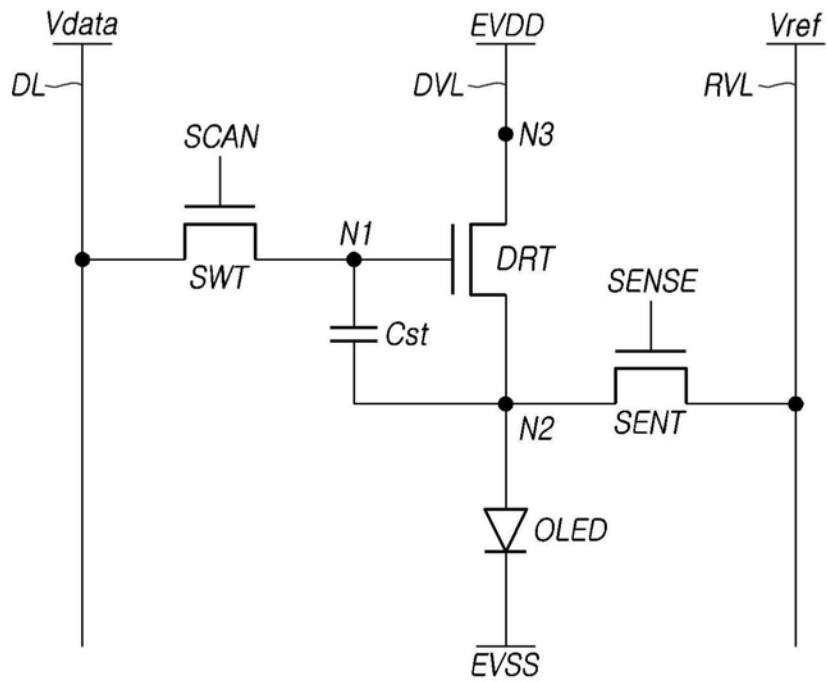 Vdata
EVDD
Vref
DL
DVL
RVL
N3
SCAN
N1
DRT
SWT
SENSE
Cst
N2
SENT
OLED
EVSS